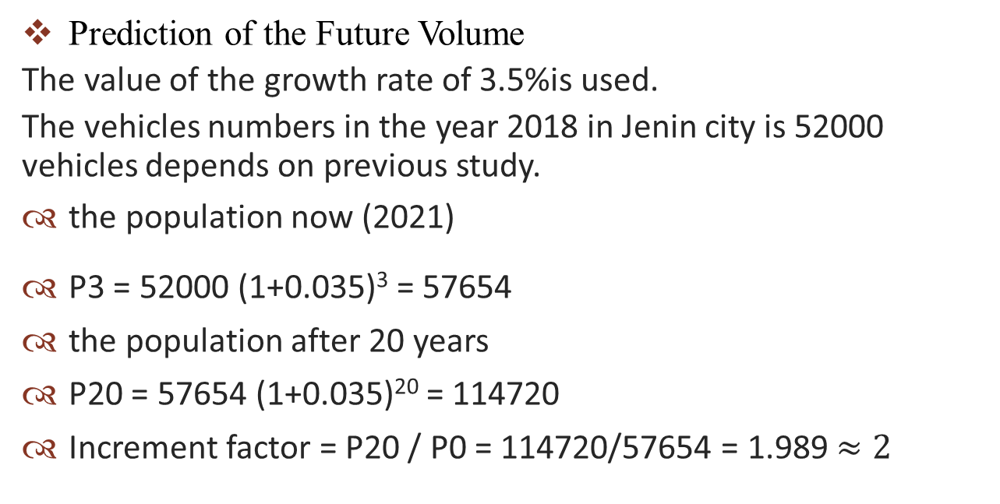 ❖ Prediction of the Future Volume
The value of the growth rate of 3.5%is used.
The vehicles numbers in the year 2018 in Jenin city is 52000
vehicles depends on previous study.
the population now (2021)
P3 = 52000 (1+0.035)³ = 57654
the population after 20 years
P20 = 57654 (1+0.035)²⁰ = 114720
Increment factor = P20 / P0 = 114720/57654 = 1.989 ≈ 2